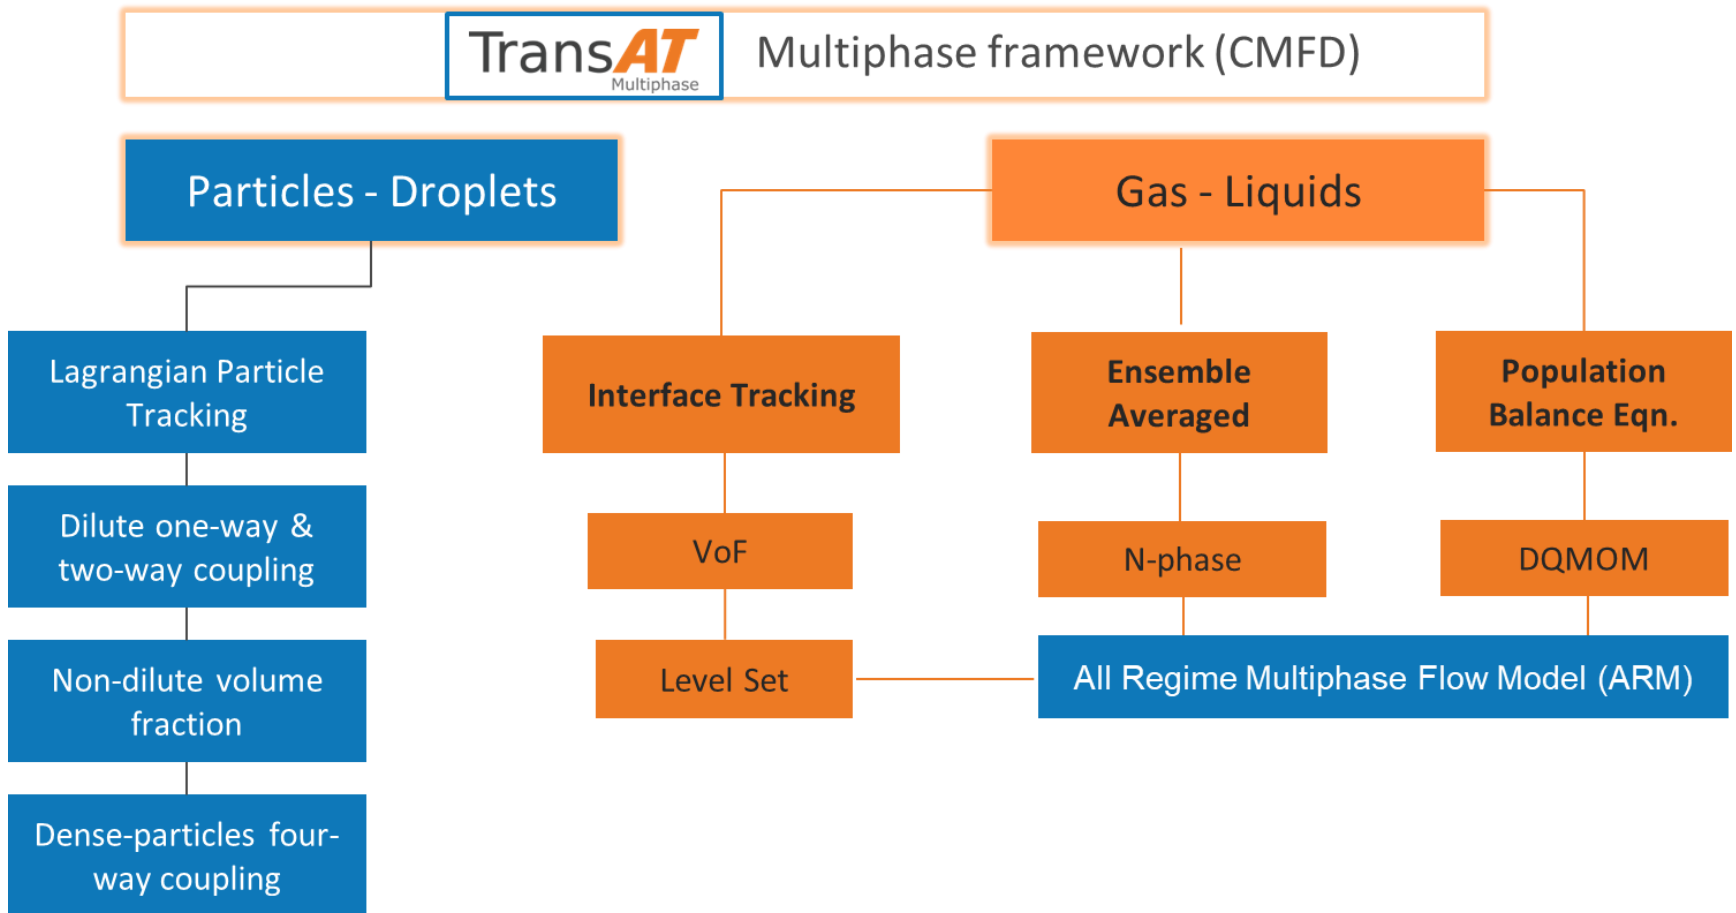 TransAT
Multiphase
Multiphase framework (CMFD)
Particles - Droplets
Gas - Liquids
Lagrangian Particle
Tracking
Dilute one-way &
two-way coupling
Non-dilute volume
fraction
Dense-particles four-
way coupling
Interface Tracking
VoF
Level Set
Ensemble
Averaged
N-phase
Population
Balance Eqn.
DQMOM
All Regime Multiphase Flow Model (ARM)